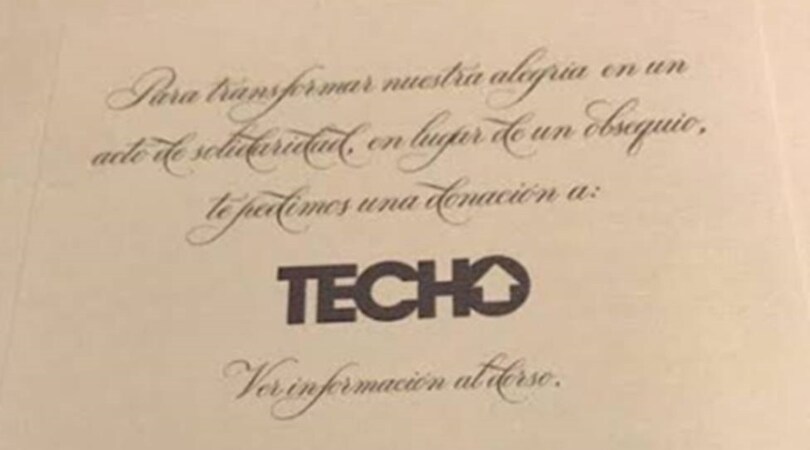 Para transformar nuestra alegría en un
acto de solidaridad, en lugar de un obsequio,
te pedimos una donación a:
TECHO
Ver información al dorso.